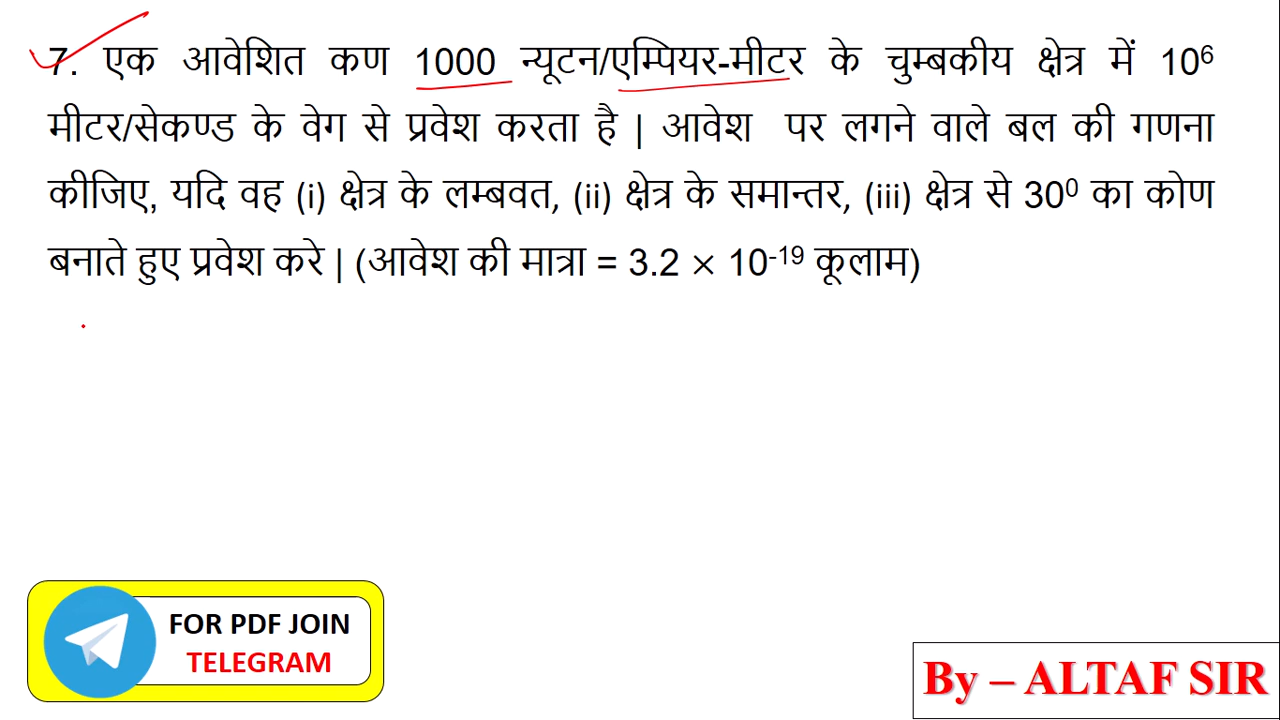 7. एक आवेशित कण 1000 न्यूटन/एम्पियर-मीटर के चुम्बकीय क्षेत्र में 10⁶
मीटर/सेकण्ड के वेग से प्रवेश करता है | आवेश पर लगने वाले बल की गणना
कीजिए, यदि वह (i) क्षेत्र के लम्बवत, (ii) क्षेत्र के समान्तर, (iii) क्षेत्र से 30⁰ का कोण
बनाते हुए प्रवेश करे | (आवेश की मात्रा = 3.2 × 10⁻¹⁹ कूलाम)
FOR PDF JOIN
TELEGRAM
By – ALTAF SIR